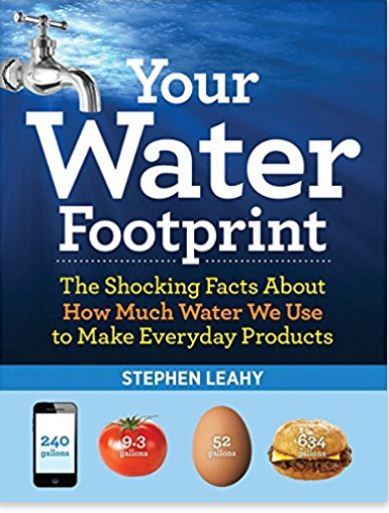 Your
Water
Footprint
The Shocking Facts About
How Much Water We Use
to Make Everyday Products
STEPHEN LEAHY
240
gallons
9.3
gallons
52
gallons
634
gallons